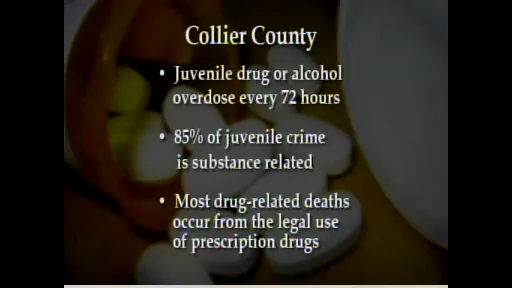 Collier County
• Juvenile drug or alcohol
overdose every 72 hours
• 85% of juvenile crime
is substance related
• Most drug-related deaths
occur from the legal use
of prescription drugs